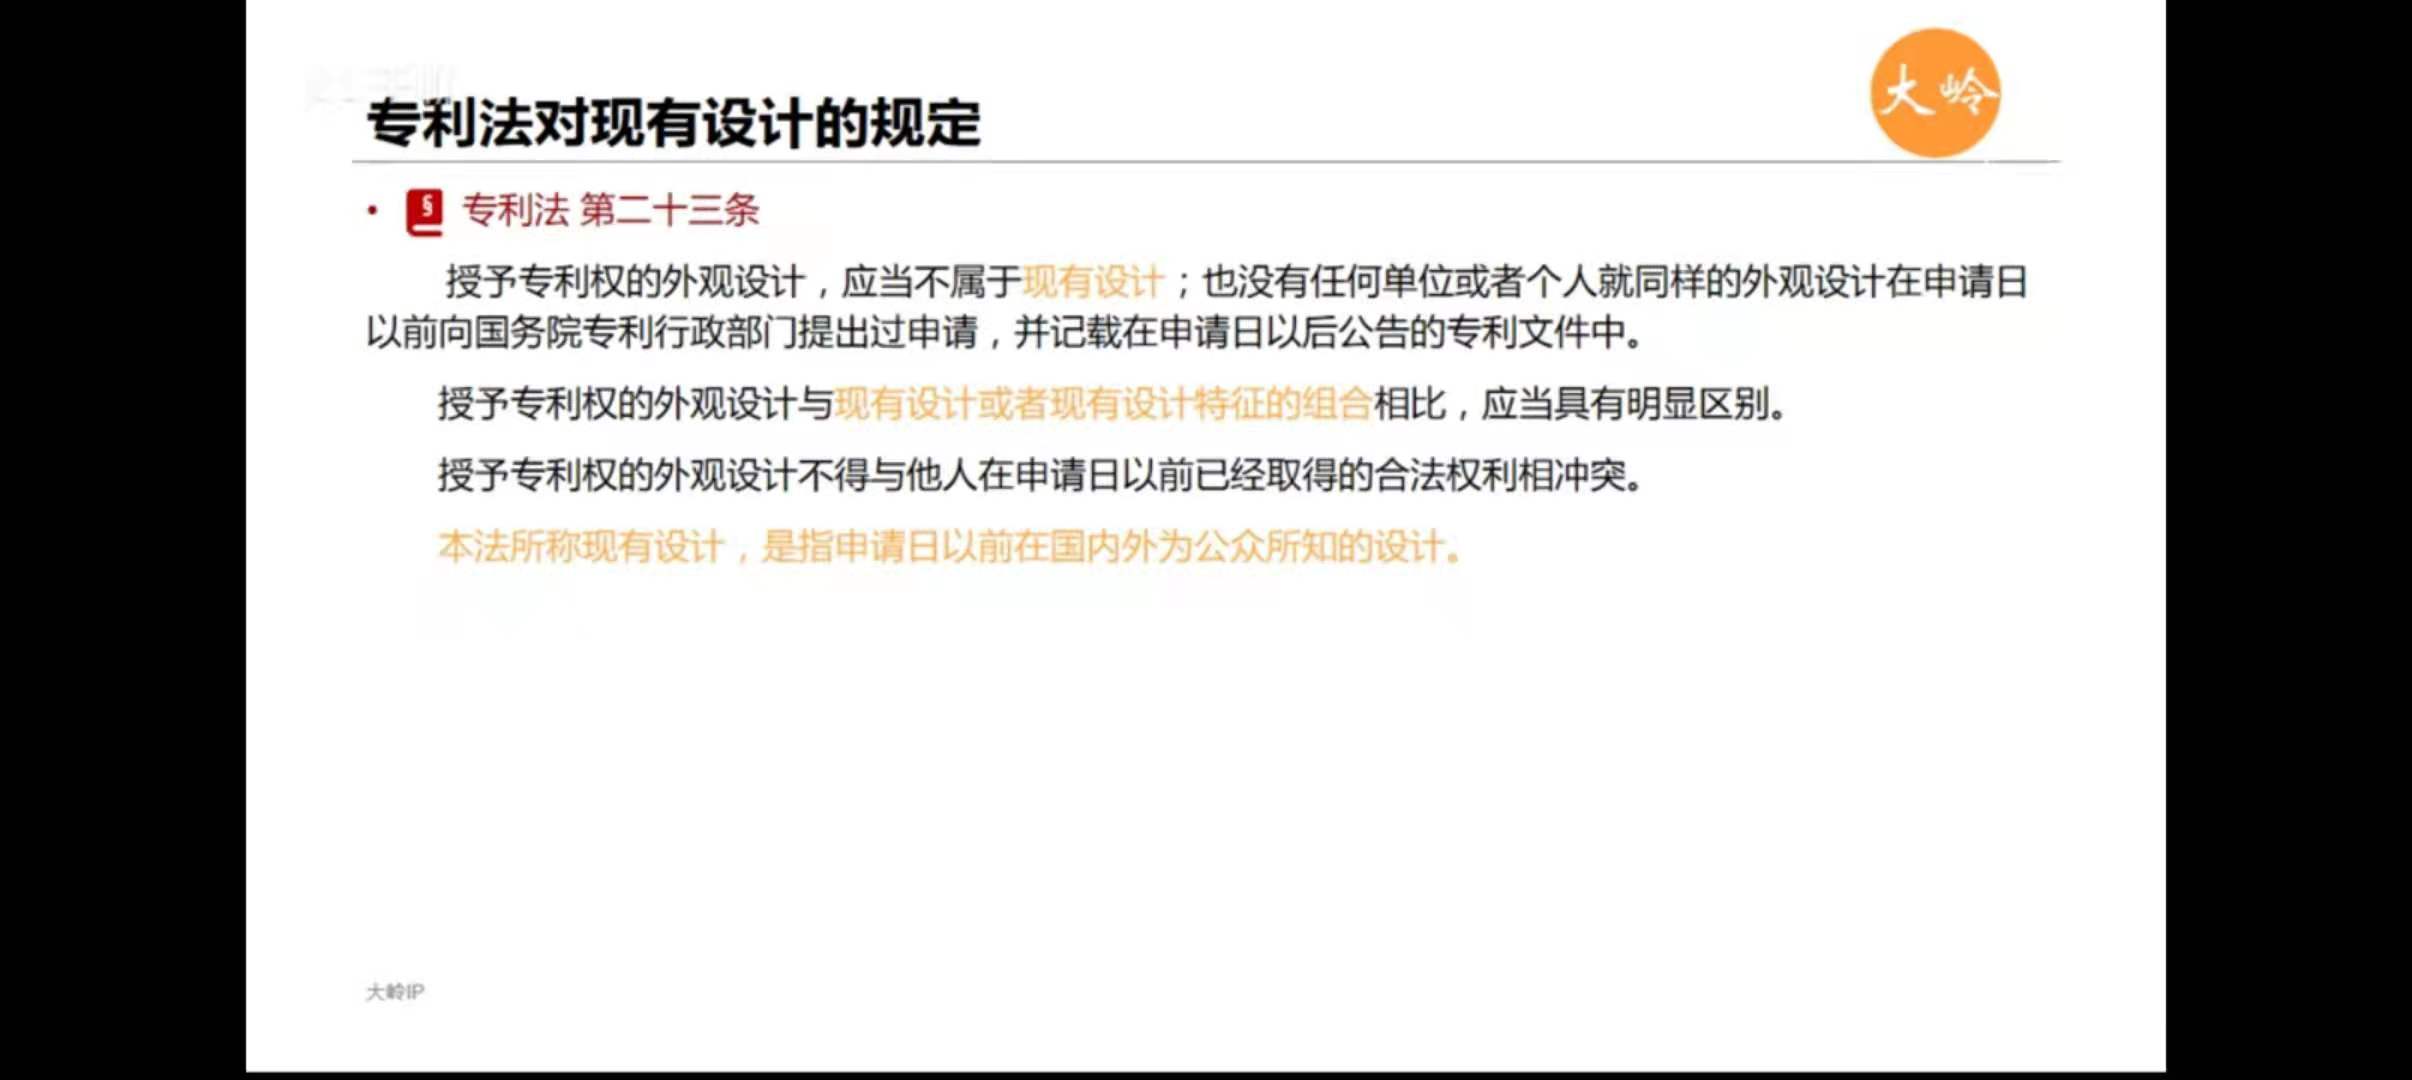 大岭
专利法对现有设计的规定
• § 专利法 第二十三条
授予专利权的外观设计，应当不属于现有设计；也没有任何单位或者个人就同样的外观设计在申请日
以前向国务院专利行政部门提出过申请，并记载在申请日以后公告的专利文件中。
授予专利权的外观设计与现有设计或者现有设计特征的组合相比，应当具有明显区别。
授予专利权的外观设计不得与他人在申请日以前已经取得的合法权利相冲突。
本法所称现有设计，是指申请日以前在国内外为公众所知的设计。
大岭IP